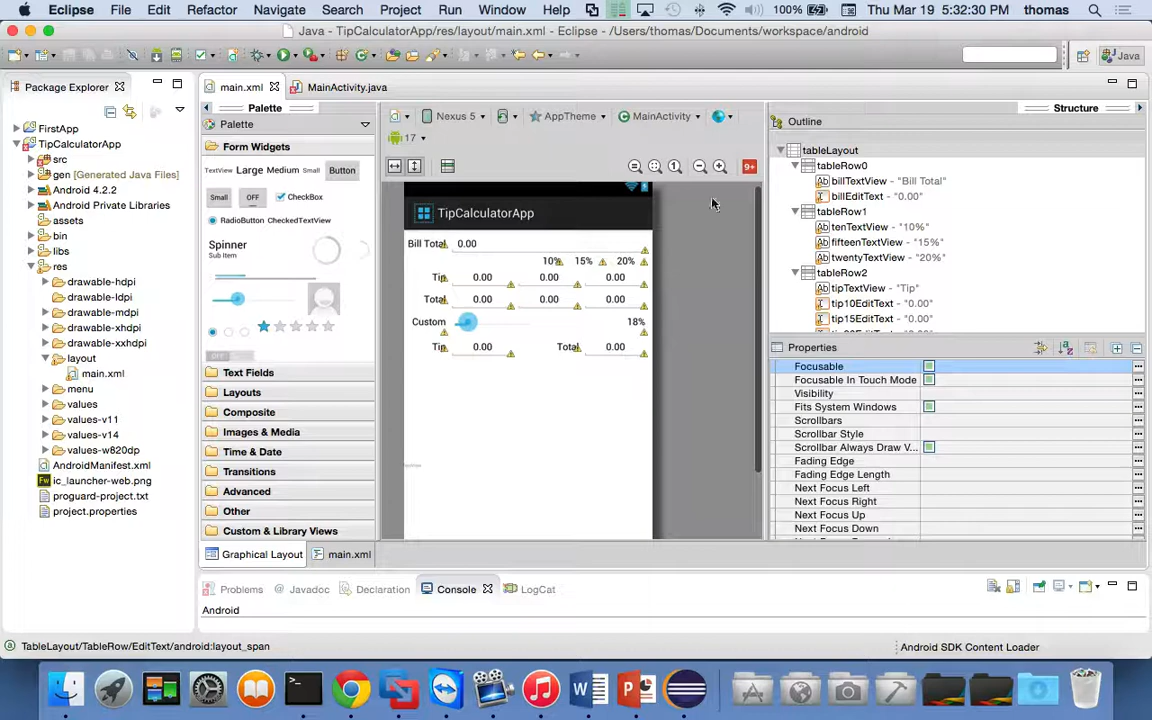 Eclipse File Edit Refactor Navigate Search Project Run Window Help 100% Thu Mar 19 5:32:30 PM thomas
Java - TipCalculatorApp/res/layout/main.xml - Eclipse - /Users/thomas/Documents/workspace/android
Java
Package Explorer
FirstApp
TipCalculatorApp
src
gen [Generated Java Files]
Android 4.2.2
Android Private Libraries
assets
bin
libs
res
drawable-hdpi
drawable-ldpi
drawable-mdpi
drawable-xhdpi
drawable-xxhdpi
layout
main.xml
menu
values
values-v11
values-v14
values-w820dp
AndroidManifest.xml
ic_launcher-web.png
proguard-project.txt
project.properties
main.xml MainActivity.java
Palette
Palette
Form Widgets
TextView Large Medium Small Button
Small OFF CheckBox
RadioButton CheckedTextView
Spinner
Sub Item
OFF
Text Fields
Layouts
Composite
Images & Media
Time & Date
Transitions
Advanced
Other
Custom & Library Views
Graphical Layout main.xml
Nexus 5 AppTheme MainActivity
17
9+
TipCalculatorApp
Bill Total 0.00
10% 15% 20%
Tip 0.00 0.00 0.00
Total 0.00 0.00 0.00
Custom 18%
Tip 0.00 Total 0.00
Structure
Outline
tableLayout
tableRow0
Ab billTextView - "Bill Total"
billEditText - "0.00"
tableRow1
Ab tenTextView - "10%"
Ab fifteenTextView - "15%"
Ab twentyTextView - "20%"
tableRow2
Ab tipTextView - "Tip"
tip10EditText - "0.00"
tip15EditText - "0.00"
Properties
Focusable
Focusable In Touch Mode
Visibility
Fits System Windows
Scrollbars
Scrollbar Style
Scrollbar Always Draw V...
Fading Edge
Fading Edge Length
Next Focus Left
Next Focus Right
Next Focus Up
Next Focus Down
Problems Javadoc Declaration Console LogCat
Android
TableLayout/TableRow/EditText/android:layout_span Android SDK Content Loader